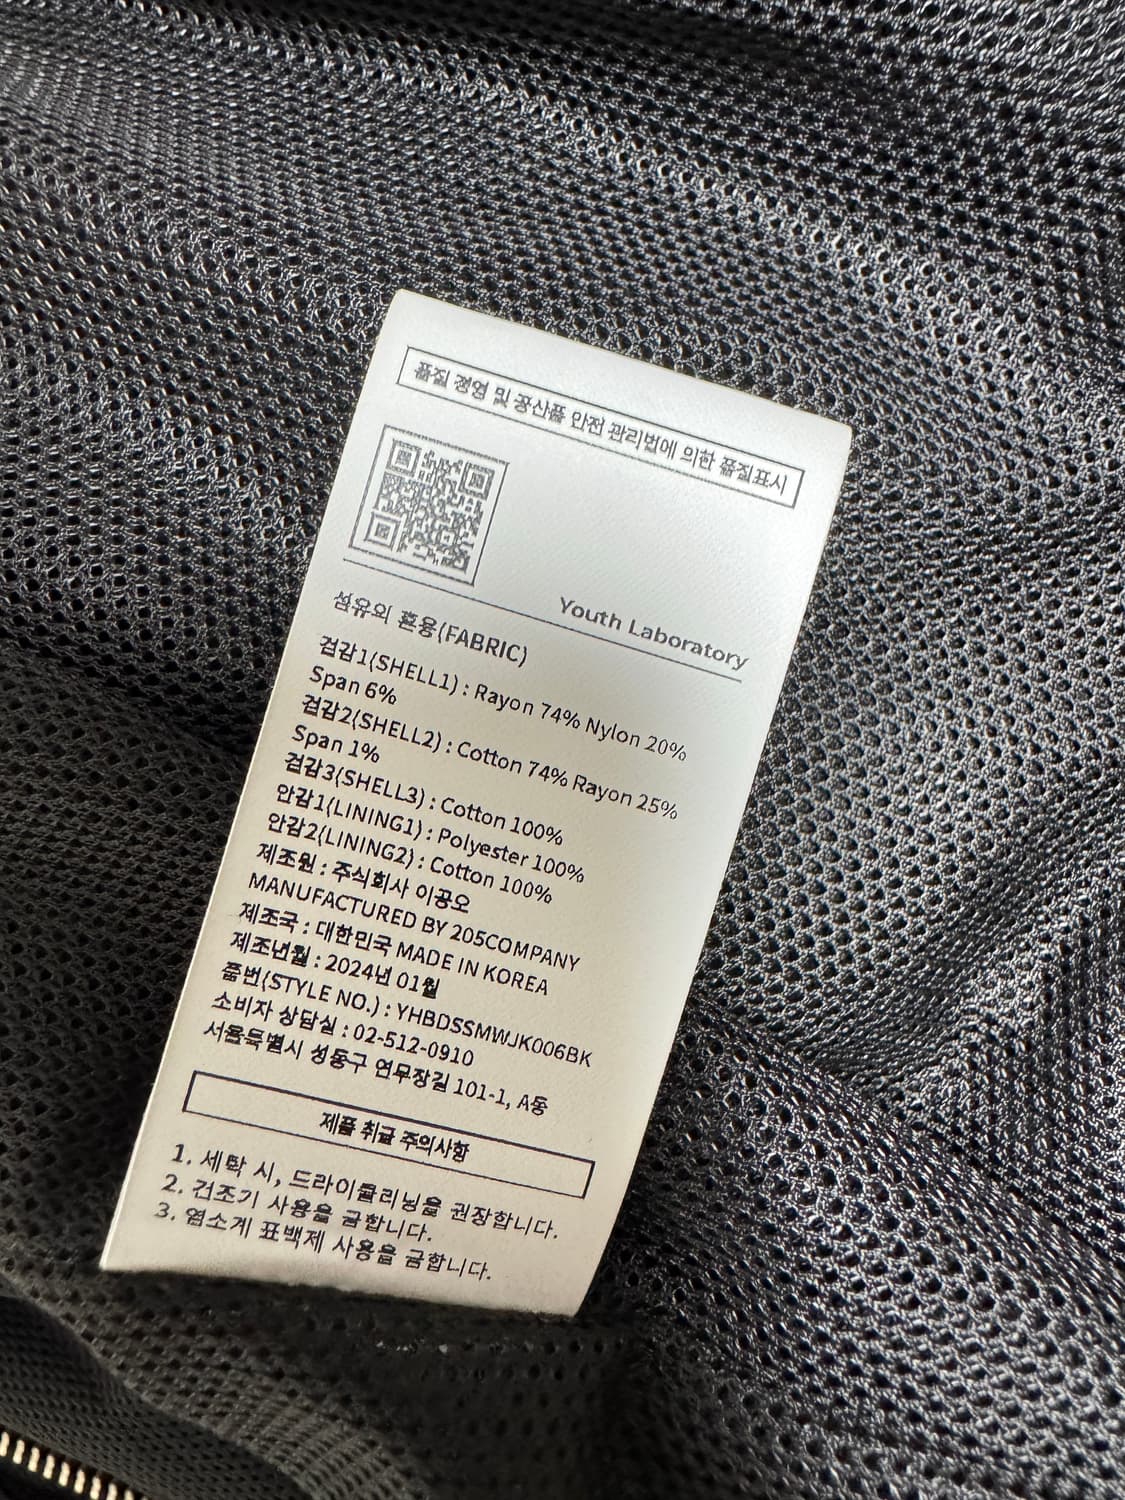 품질 경영 및 공산품 안전 관리법에 의한 품질표시
Youth Laboratory
섬유의 혼용(FABRIC)
겉감1(SHELL1) : Rayon 74% Nylon 20%
Span 6%
겉감2(SHELL2) : Cotton 74% Rayon 25%
Span 1%
겉감3(SHELL3) : Cotton 100%
안감1(LINING1) : Polyester 100%
안감2(LINING2) : Cotton 100%
제조원 : 주식회사 이공오
MANUFACTURED BY 205COMPANY
제조국 : 대한민국 MADE IN KOREA
제조년월 : 2024년 01월
품번(STYLE NO.) : YHBDSSMWJK006BK
소비자 상담실 : 02-512-0910
서울특별시 성동구 연무장길 101-1, A동
제품 취급 주의사항
1. 세탁 시, 드라이클리닝을 권장합니다.
2. 건조기 사용을 금합니다.
3. 염소계 표백제 사용을 금합니다.